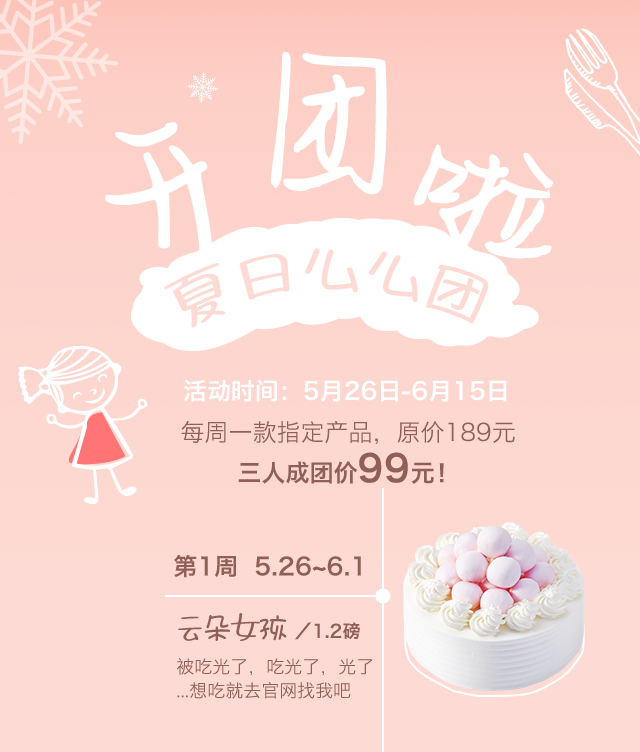 开团啦
夏日心心团
活动时间：5月26日-6月15日
每周一款指定产品，原价189元
三人成团价99元！
第1周 5.26~6.1
云朵女孩 /1.2磅
被吃光了，吃光了，光了
...想吃就去官网找我吧